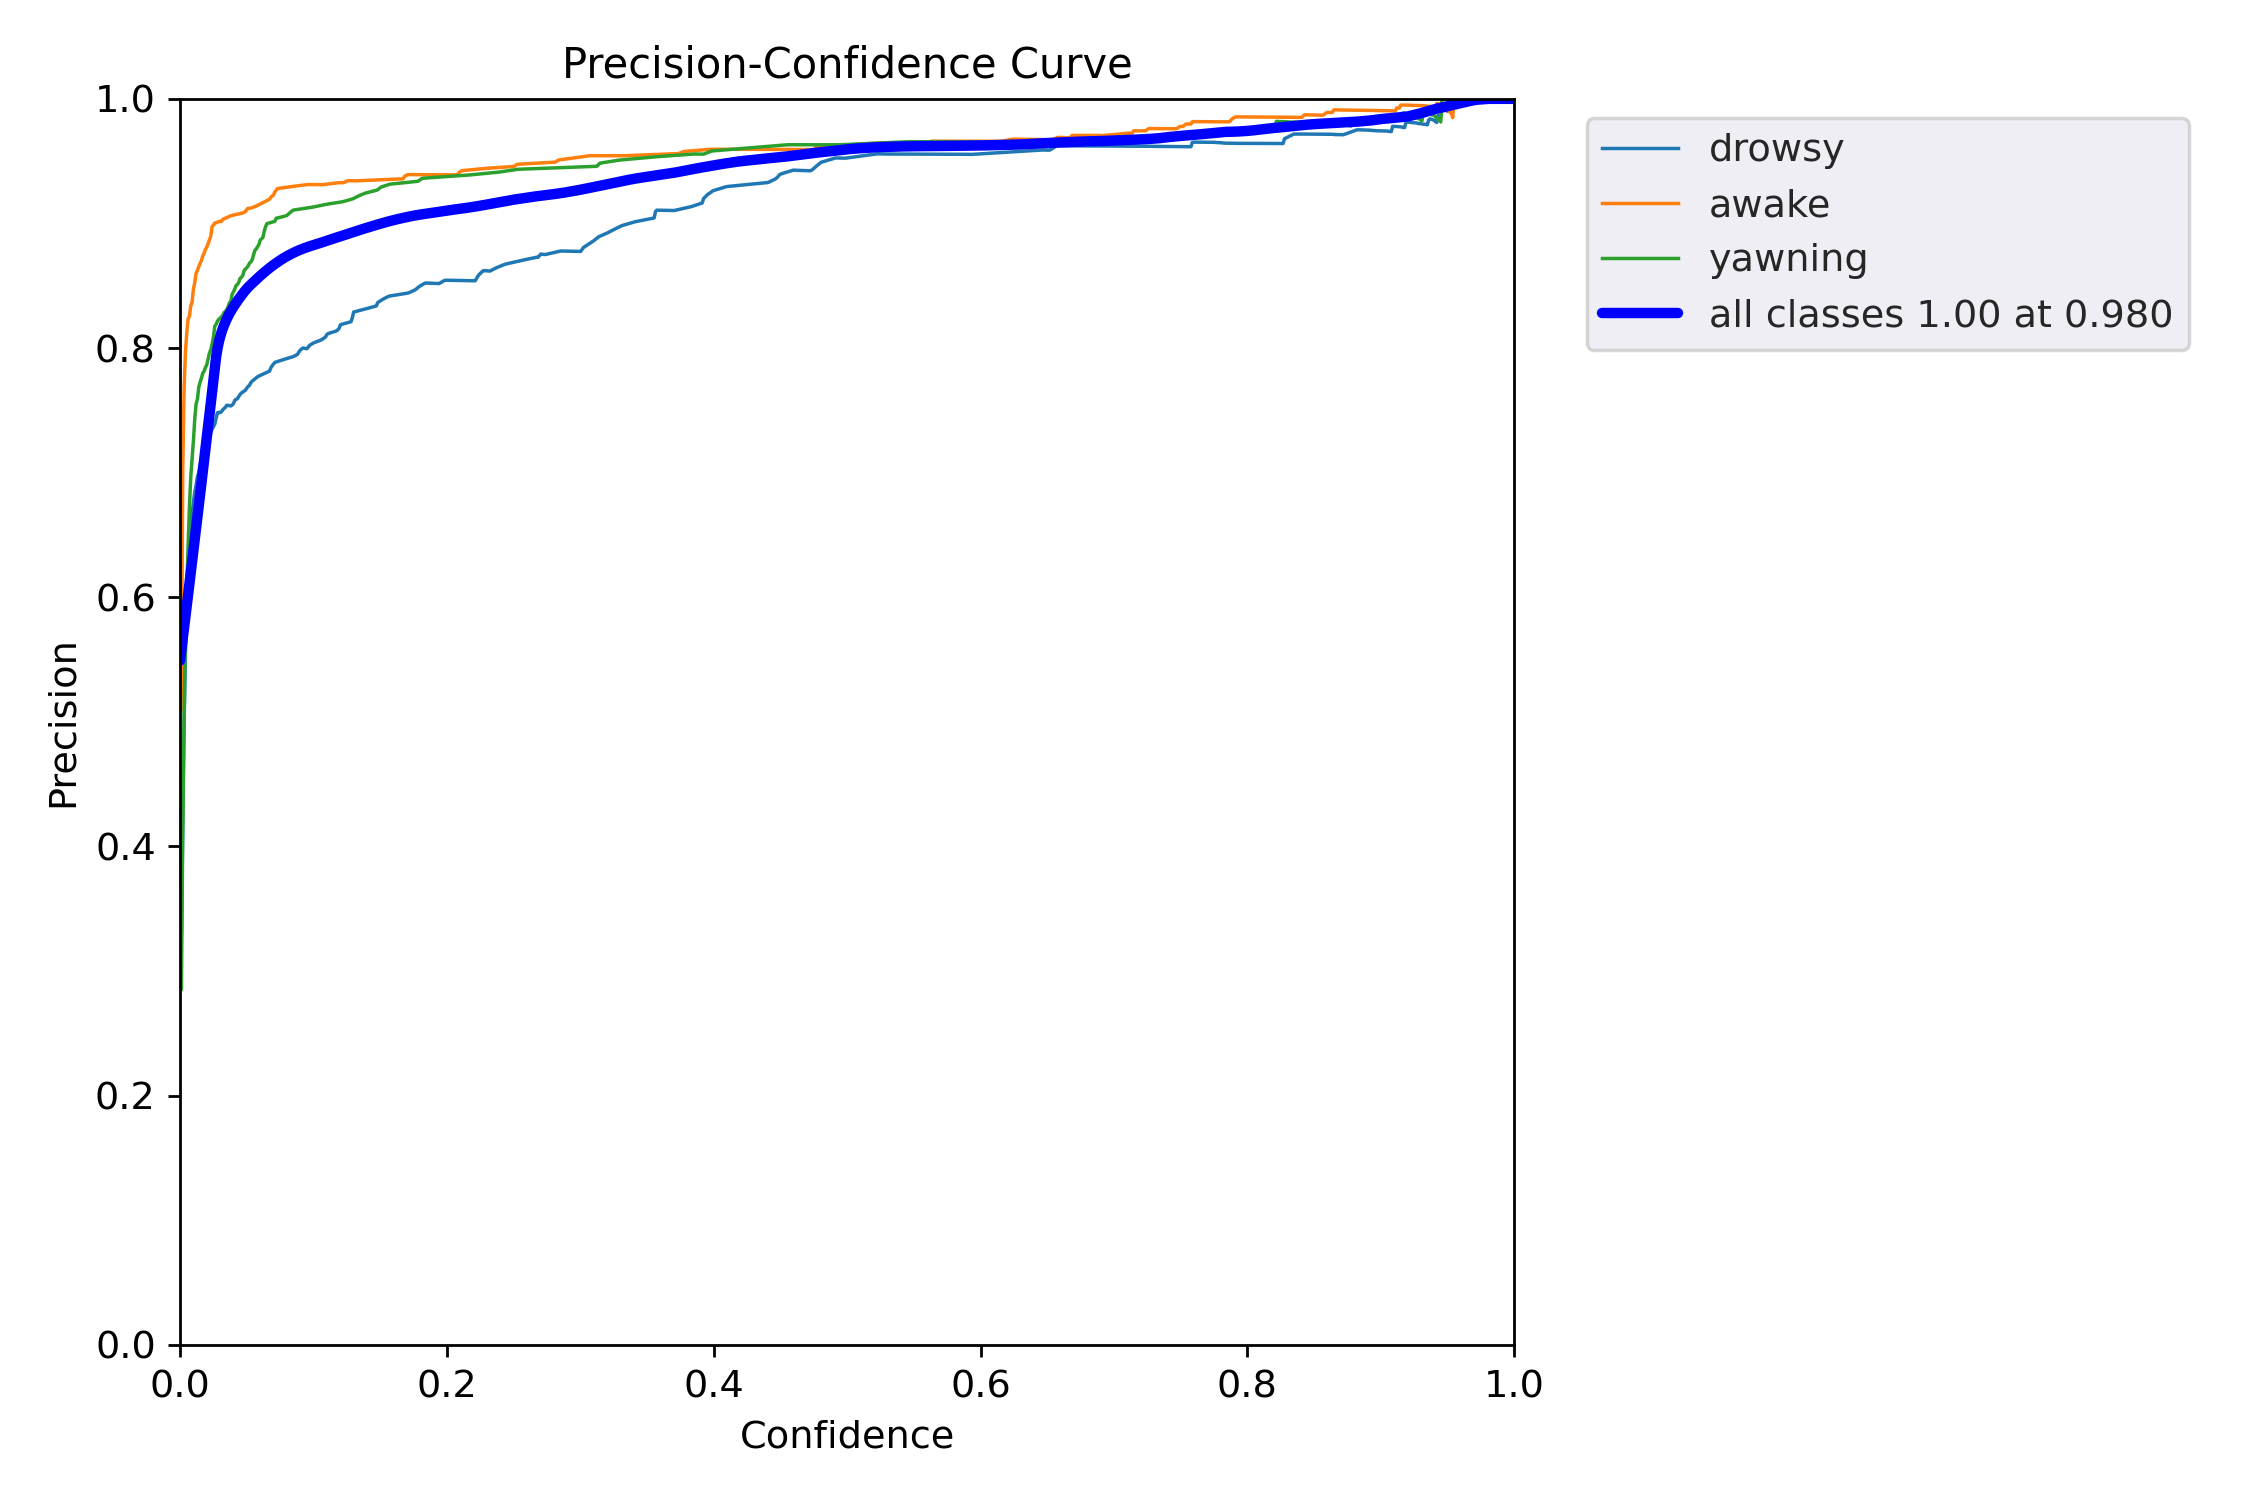 Precision-Confidence Curve
1.0
0.8
0.6
0.4
0.2
0.0
Precision
0.0 0.2 0.4 0.6 0.8 1.0
Confidence
drowsy
awake
yawning
all classes 1.00 at 0.980